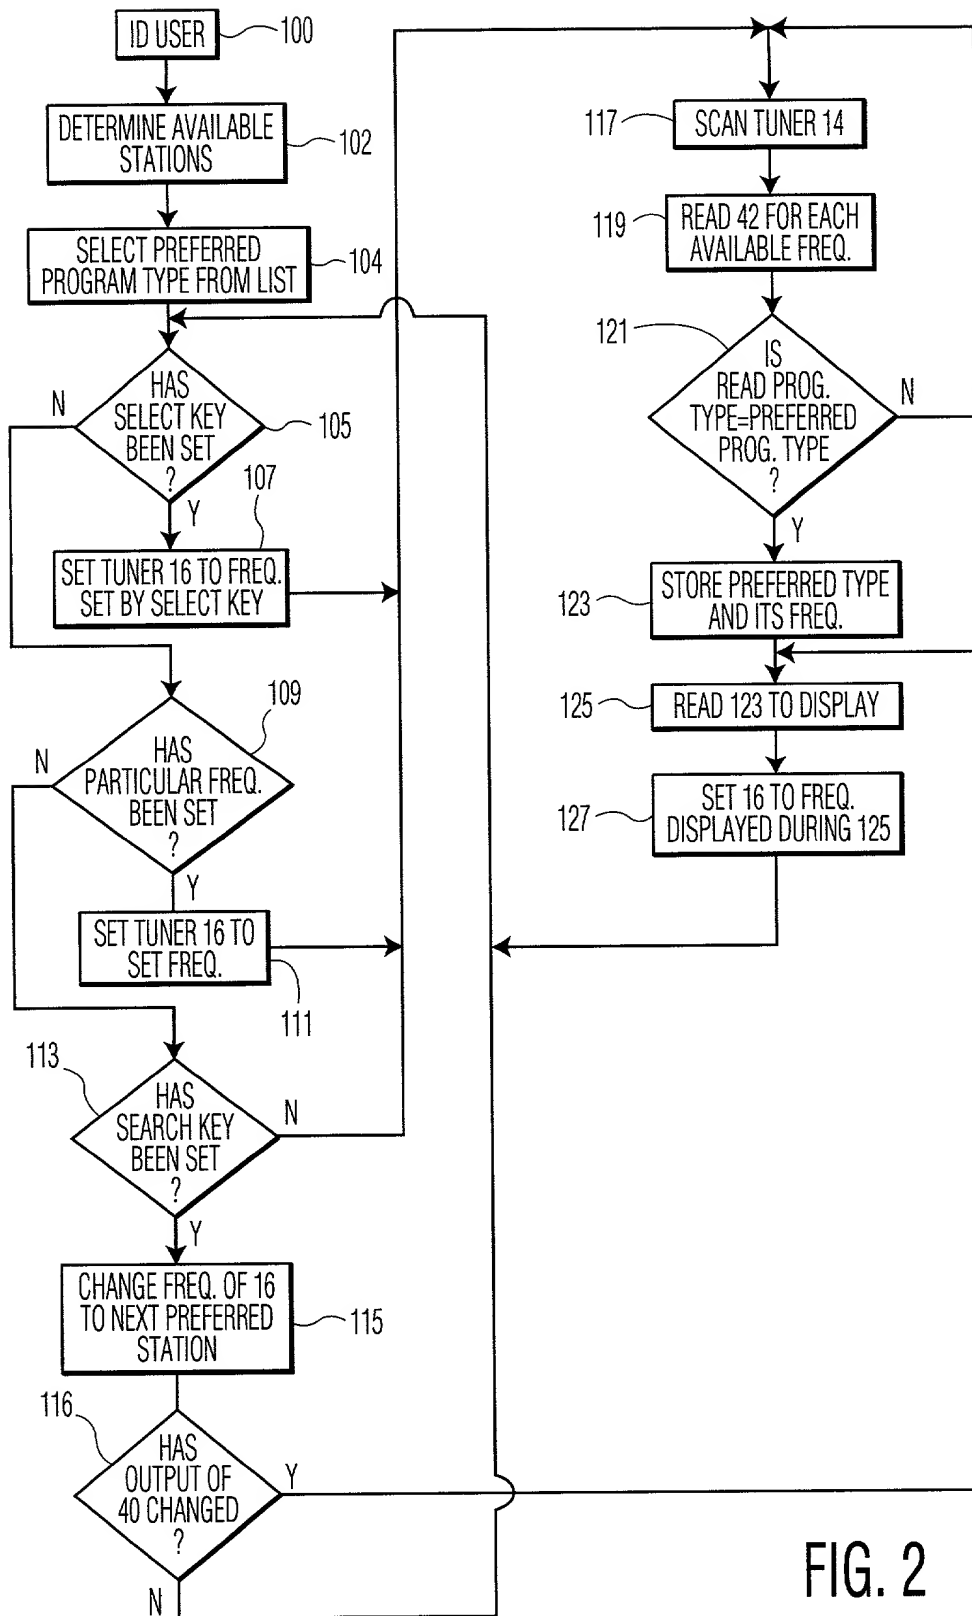 ID USER
100
DETERMINE AVAILABLE
STATIONS
102
SELECT PREFERRED
PROGRAM TYPE FROM LIST
104
HAS
SELECT KEY
BEEN SET
?
N
105
Y
107
SET TUNER 16 TO FREQ.
SET BY SELECT KEY
109
HAS
PARTICULAR FREQ.
BEEN SET
?
N
Y
SET TUNER 16 TO
SET FREQ.
111
113
HAS
SEARCH KEY
BEEN SET
?
N
Y
CHANGE FREQ. OF 16
TO NEXT PREFERRED
STATION
115
116
HAS
OUTPUT OF
40 CHANGED
?
Y
N
117
SCAN TUNER 14
119
READ 42 FOR EACH
AVAILABLE FREQ.
121
IS
READ PROG.
TYPE=PREFERRED
PROG. TYPE
?
N
Y
123
STORE PREFERRED TYPE
AND ITS FREQ.
125
READ 123 TO DISPLAY
127
SET 16 TO FREQ.
DISPLAYED DURING 125
FIG. 2